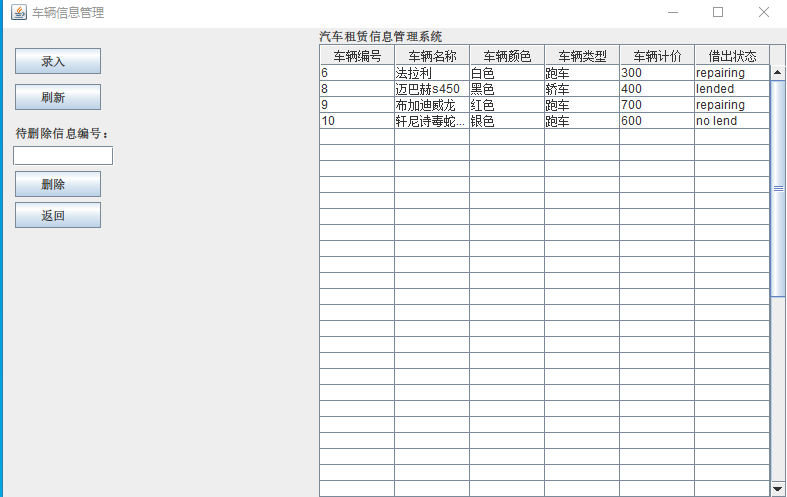 车辆信息管理
录入
刷新
待删除信息编号：
删除
返回
汽车租赁信息管理系统
车辆编号 车辆名称 车辆颜色 车辆类型 车辆计价 借出状态
6 法拉利 白色 跑车 300 repairing
8 迈巴赫s450 黑色 轿车 400 lended
9 布加迪威龙 红色 跑车 700 repairing
10 轩尼诗毒蛇... 银色 跑车 600 no lend